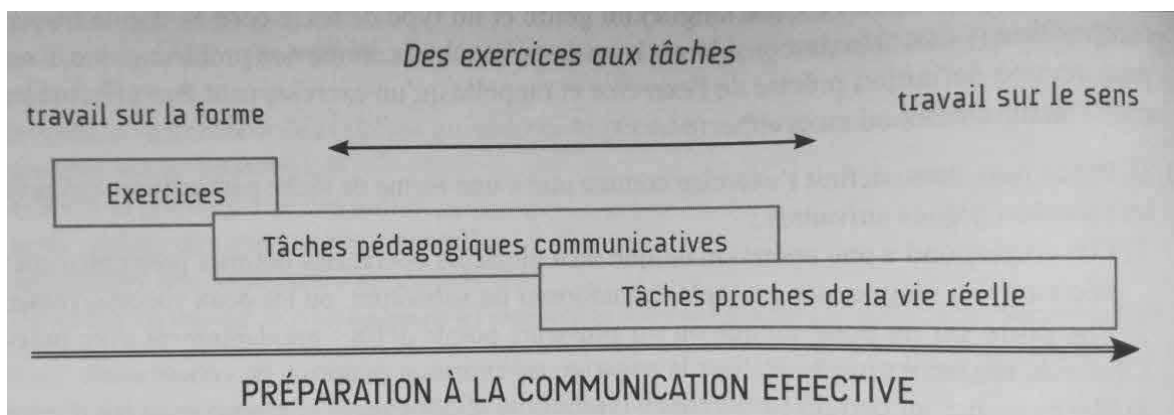 Des exercices aux tâches
travail sur la forme
travail sur le sens
Exercices
Tâches pédagogiques communicatives
Tâches proches de la vie réelle
PRÉPARATION À LA COMMUNICATION EFFECTIVE